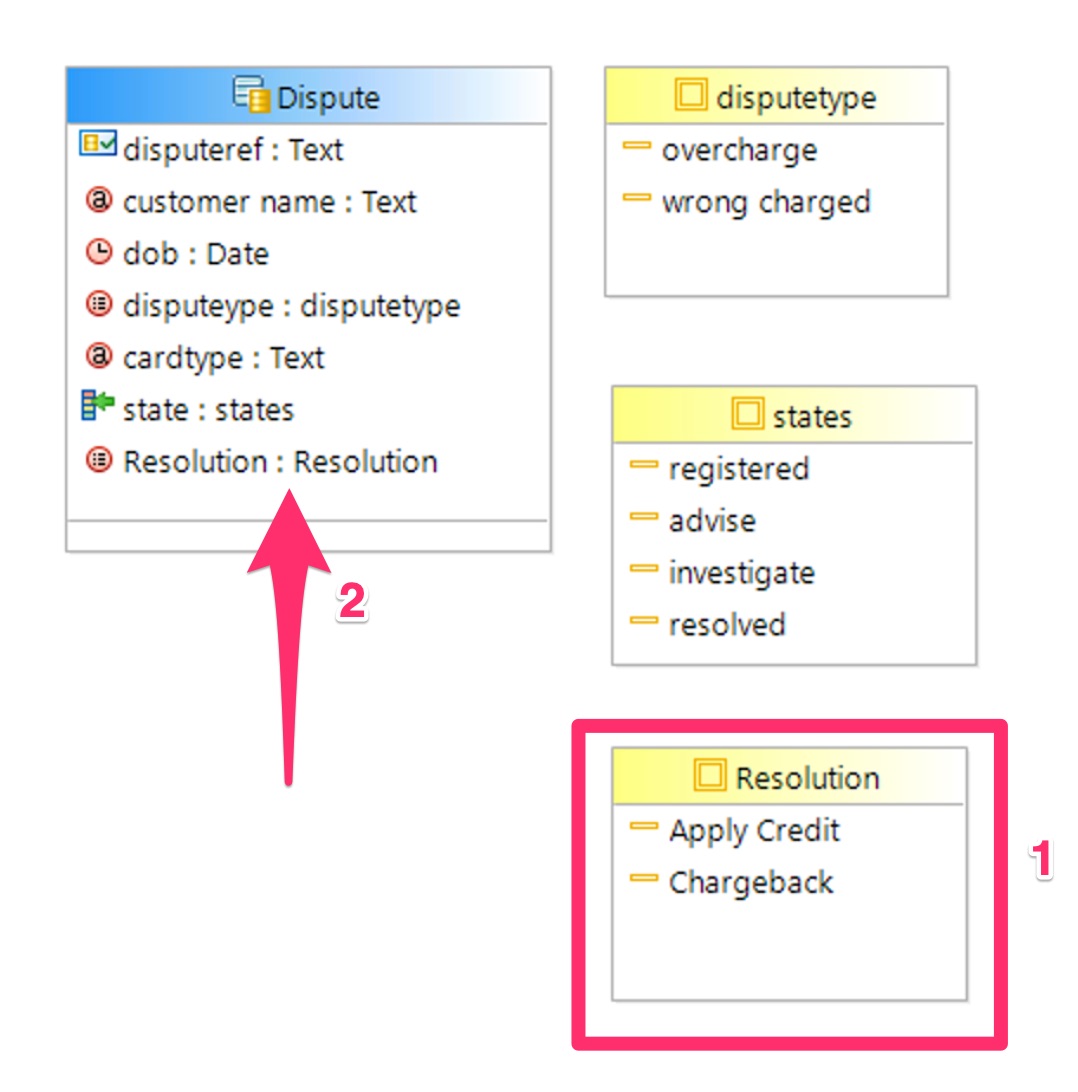 Dispute
disputeref : Text
customer name : Text
dob : Date
disputeype : disputetype
cardtype : Text
state : states
Resolution : Resolution
2
disputetype
overcharge
wrong charged
states
registered
advise
investigate
resolved
Resolution
Apply Credit
Chargeback
1